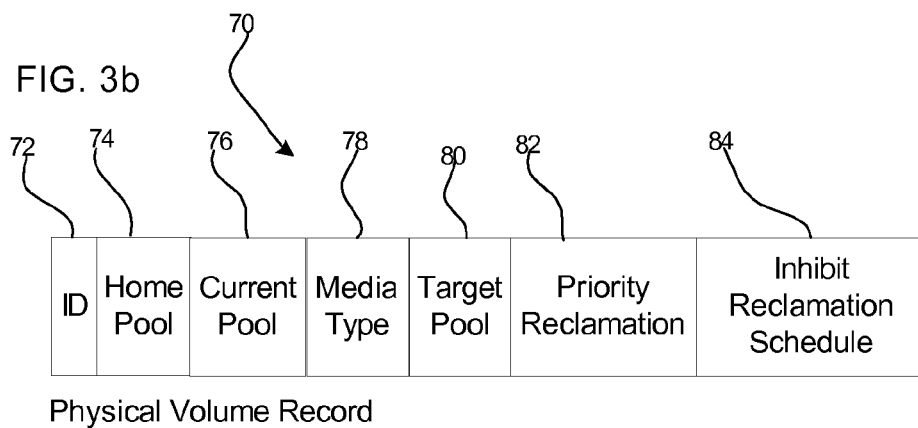 70
FIG. 3b
72
74
76
78
80
82
84
ID
Home
Pool
Current
Pool
Media
Type
Target
Pool
Priority
Reclamation
Inhibit
Reclamation
Schedule
Physical Volume Record